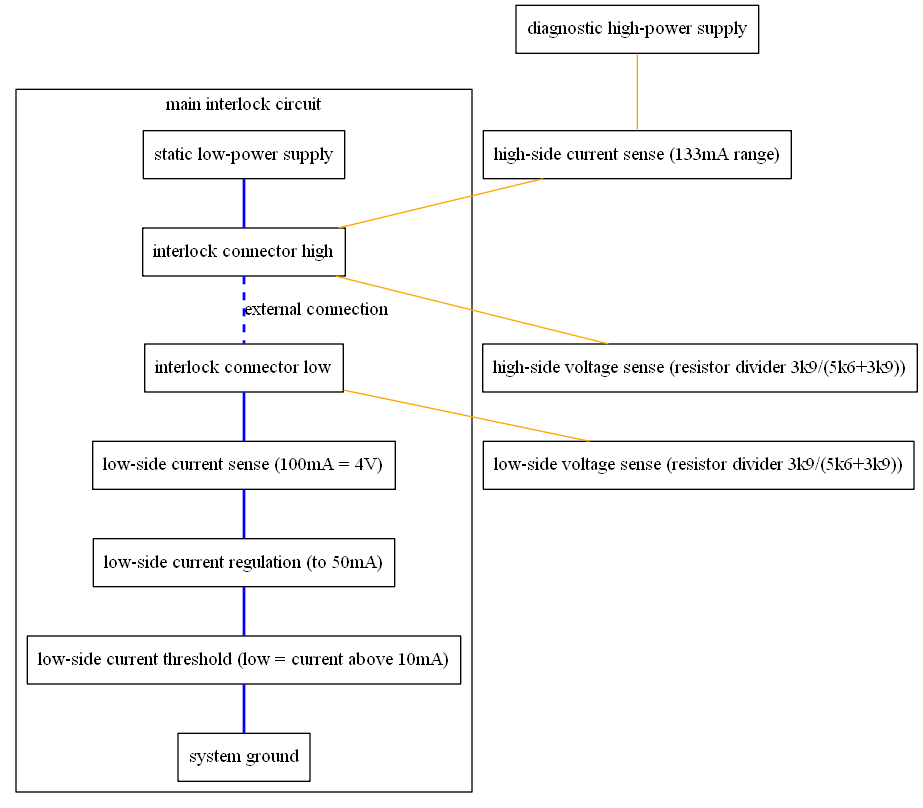 diagnostic high-power supply
main interlock circuit
static low-power supply
high-side current sense (133mA range)
interlock connector high
external connection
interlock connector low
high-side voltage sense (resistor divider 3k9/(5k6+3k9))
low-side current sense (100mA = 4V)
low-side voltage sense (resistor divider 3k9/(5k6+3k9))
low-side current regulation (to 50mA)
low-side current threshold (low = current above 10mA)
system ground